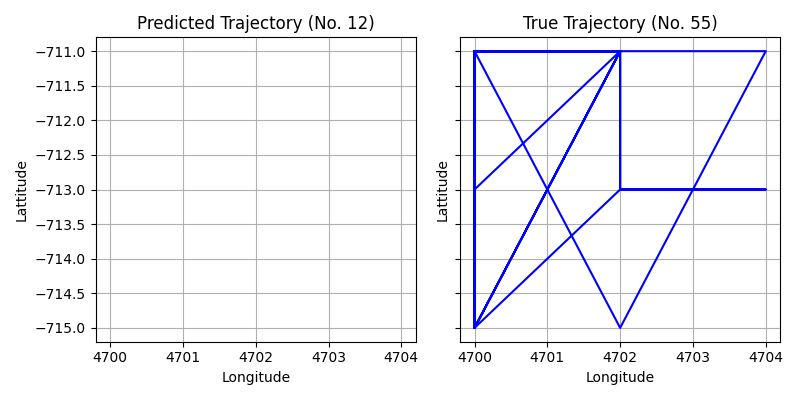 Predicted Trajectory (No. 12)
Lattitude
−711.0
−711.5
−712.0
−712.5
−713.0
−713.5
−714.0
−714.5
−715.0
4700 4701 4702 4703 4704
Longitude
True Trajectory (No. 55)
Lattitude
4700 4701 4702 4703 4704
Longitude